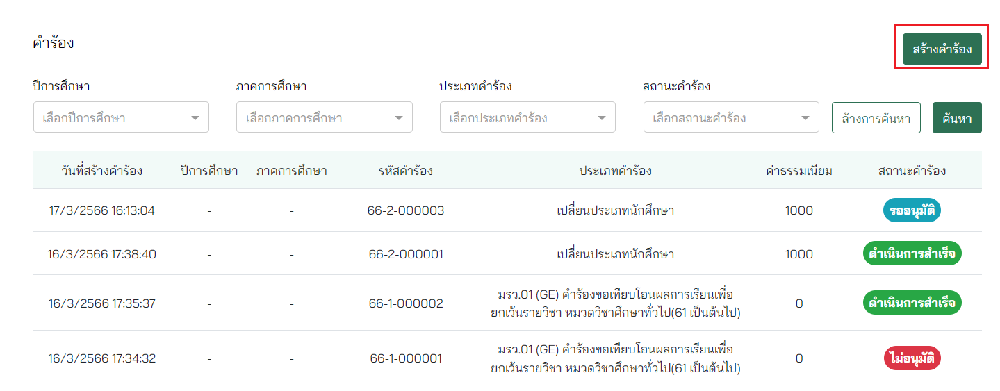 คำร้อง
สร้างคำร้อง
ปีการศึกษา ภาคการศึกษา ประเภทคำร้อง สถานะคำร้อง
เลือกปีการศึกษา เลือกภาคการศึกษา เลือกประเภทคำร้อง เลือกสถานะคำร้อง ล้างการค้นหา ค้นหา
วันที่สร้างคำร้อง ปีการศึกษา ภาคการศึกษา รหัสคำร้อง ประเภทคำร้อง ค่าธรรมเนียม สถานะคำร้อง
17/3/2566 16:13:04 - - 66-2-000003 เปลี่ยนประเภทนักศึกษา 1000 รออนุมัติ
16/3/2566 17:38:40 - - 66-2-000001 เปลี่ยนประเภทนักศึกษา 1000 ดำเนินการสำเร็จ
16/3/2566 17:35:37 - - 66-1-000002 มรว.01 (GE) คำร้องขอเทียบโอนผลการเรียนเพื่อ 0 ดำเนินการสำเร็จ
ยกเว้นรายวิชา หมวดวิชาศึกษาทั่วไป(61 เป็นต้นไป)
16/3/2566 17:34:32 - - 66-1-000001 มรว.01 (GE) คำร้องขอเทียบโอนผลการเรียนเพื่อ 0 ไม่อนุมัติ
ยกเว้นรายวิชา หมวดวิชาศึกษาทั่วไป(61 เป็นต้นไป)